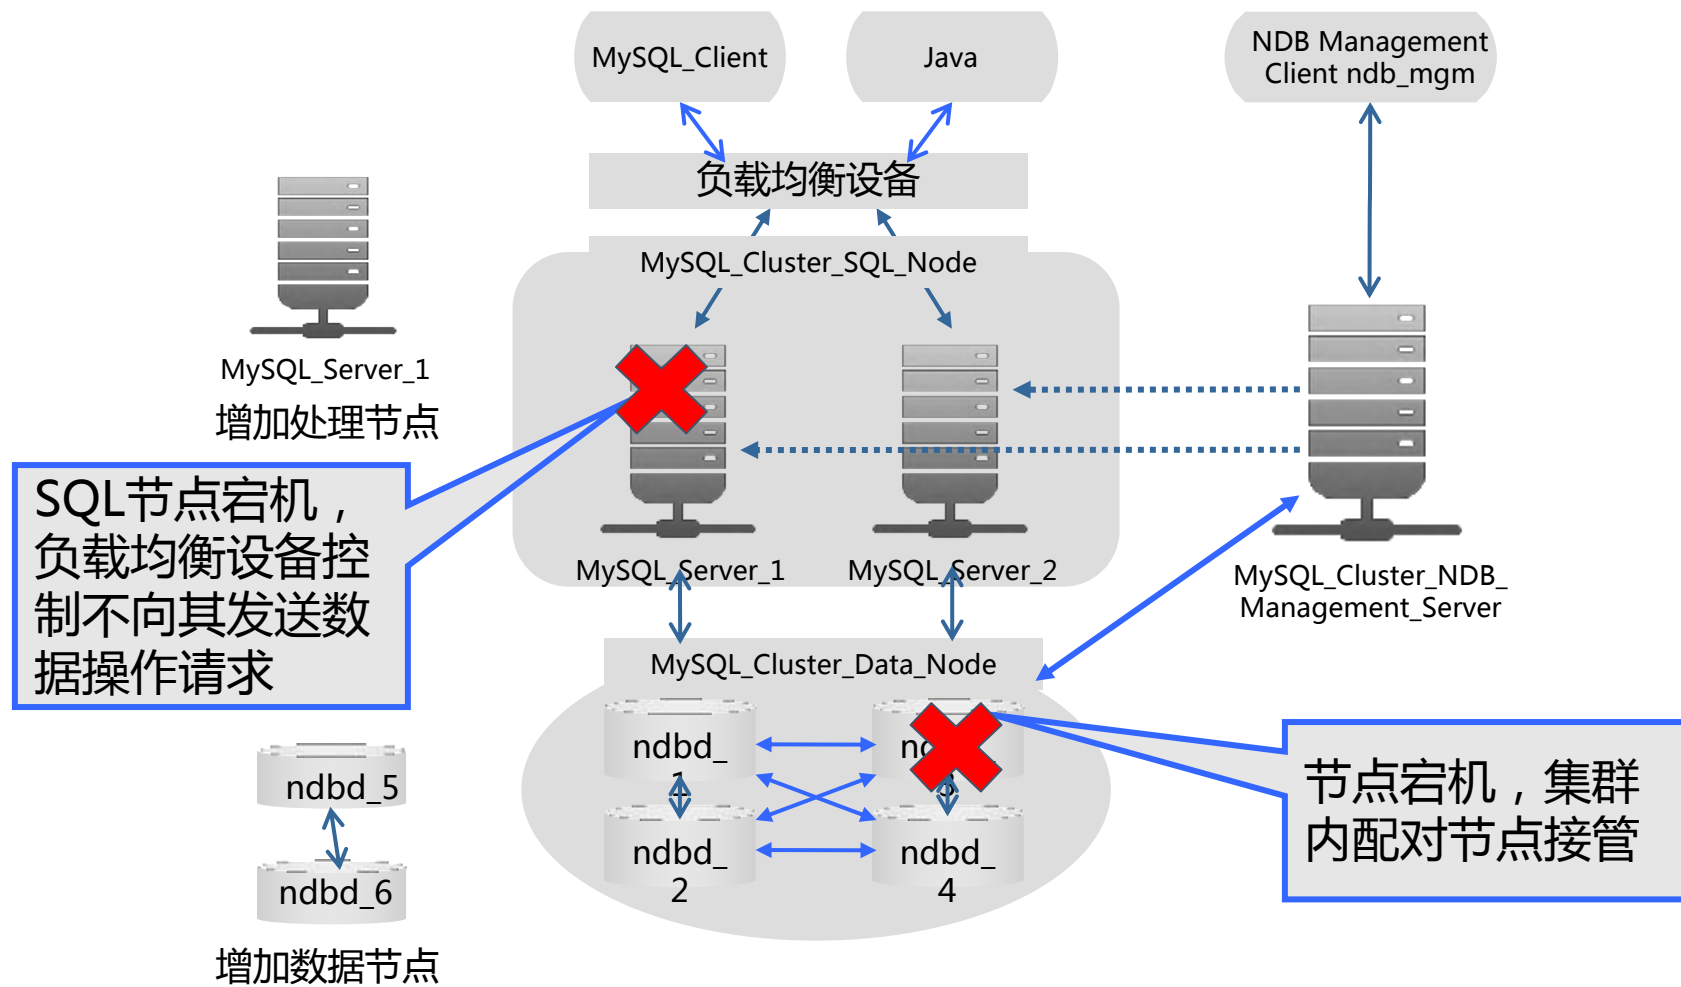 MySQL_Client
Java
NDB Management
Client ndb_mgm
负载均衡设备
MySQL_Cluster_SQL_Node
MySQL_Server_1
增加处理节点
SQL节点宕机，
负载均衡设备控
制不向其发送数
据操作请求
MySQL_Server_1
MySQL_Server_2
MySQL_Cluster_NDB_
Management_Server
MySQL_Cluster_Data_Node
ndbd_
1
ndbd_
2
ndbd_
4
节点宕机，集群
内配对节点接管
ndbd_5
ndbd_6
增加数据节点